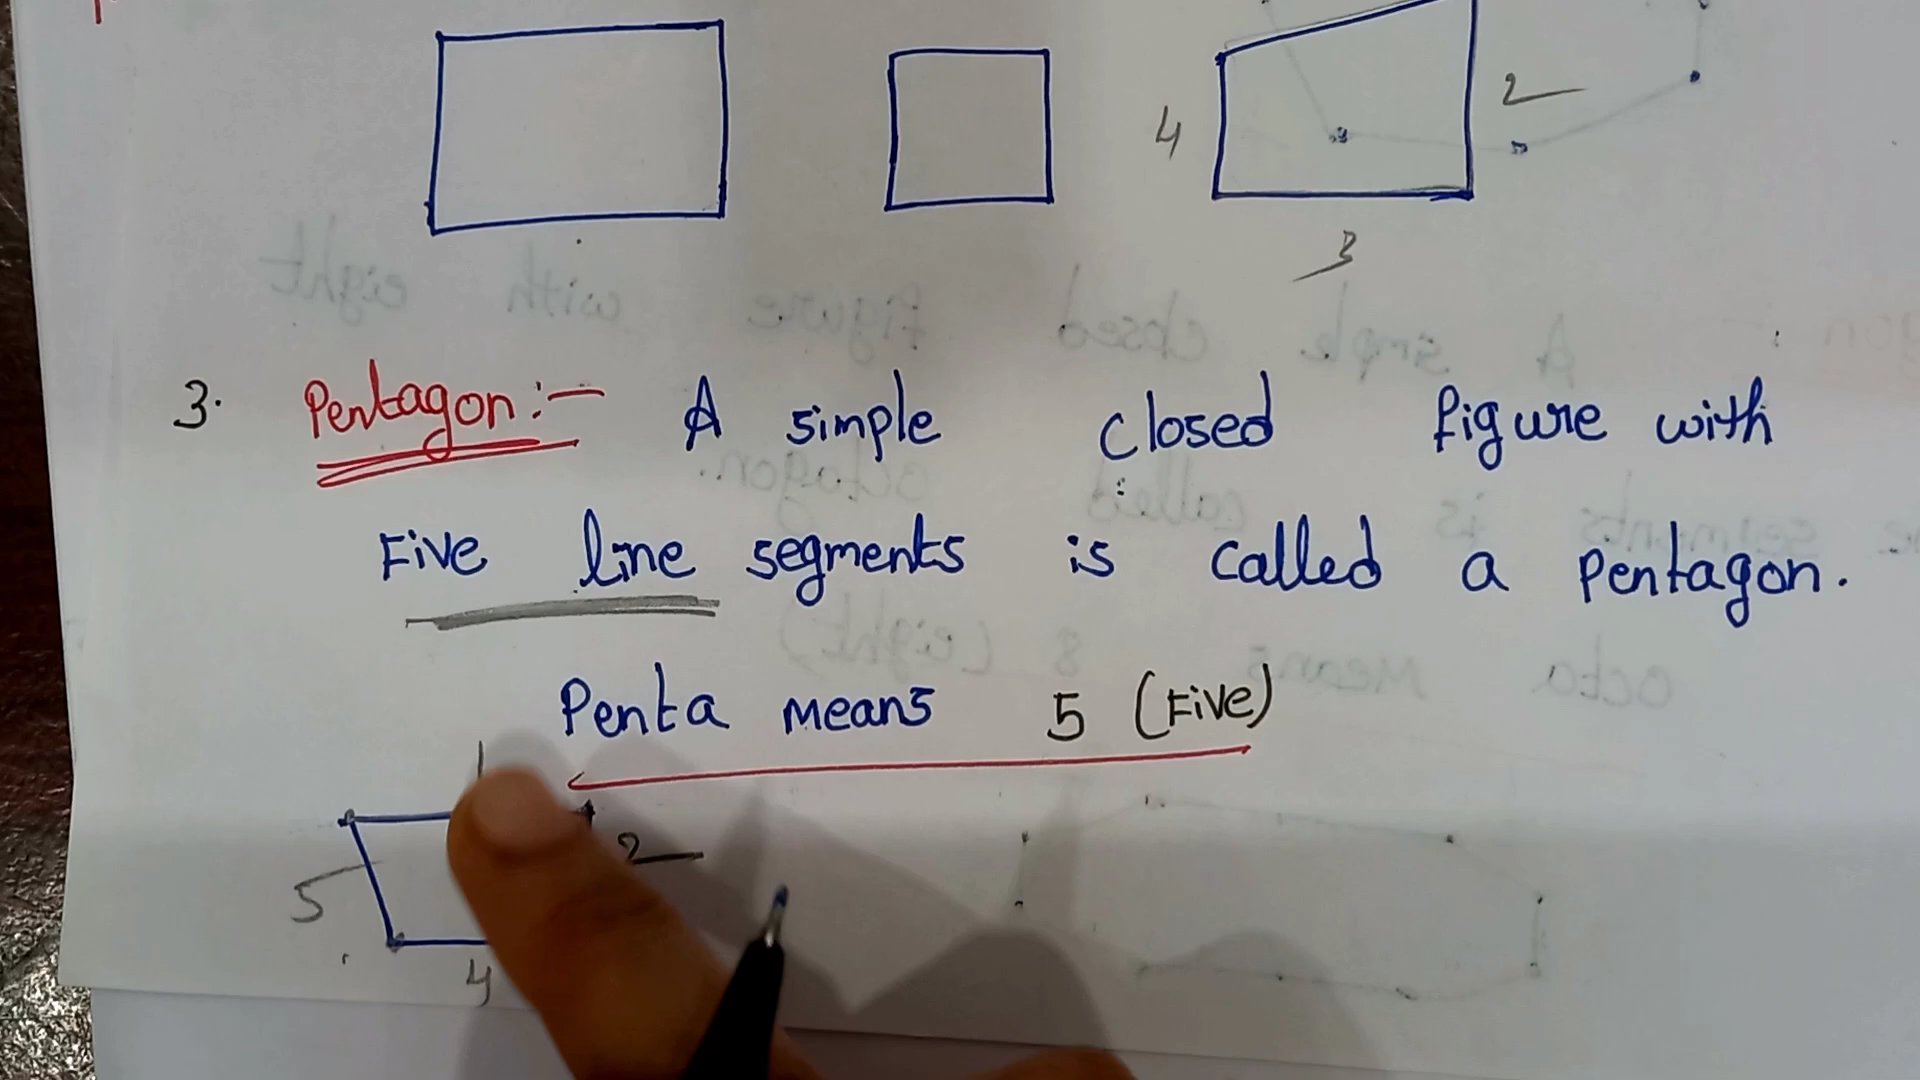 4
2
3
3. Pentagon:- A simple closed figure with
Five line segments is called a pentagon.
Penta means 5 (Five)
1
2
5
4